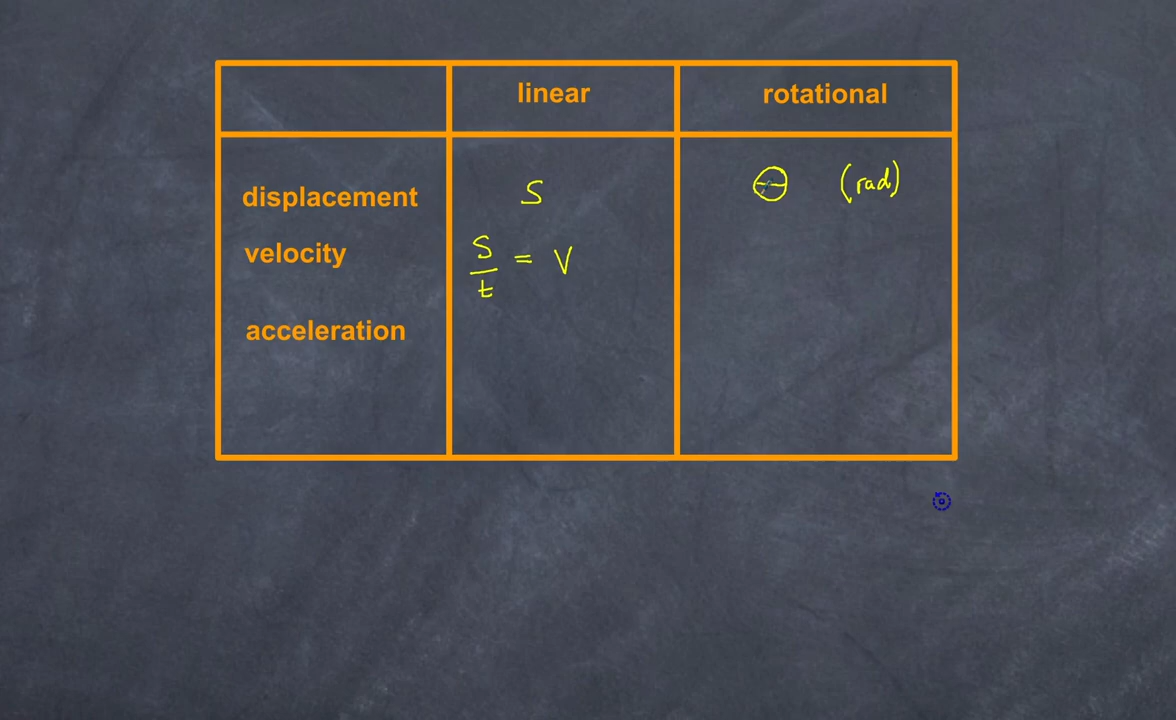 linear rotational
displacement S Θ (rad)
velocity S/t = V
acceleration